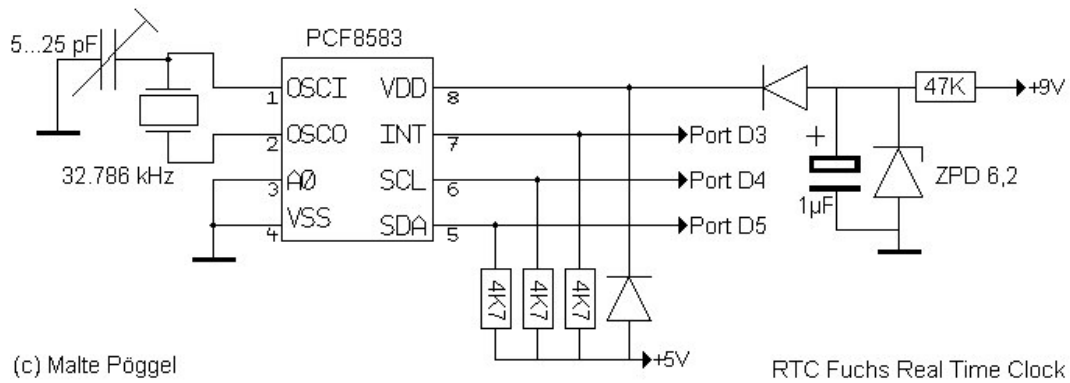 5...25 pF
PCF8583
OSCI
VDD
1
8
47K
+9V
OSCO
INT
2
7
Port D3
+
32.786 kHz
A0
SCL
3
6
Port D4
1µF
ZPD 6,2
VSS
SDA
4
5
Port D5
4K7
4K7
4K7
+5V
(c) Malte Pöggel
RTC Fuchs Real Time Clock